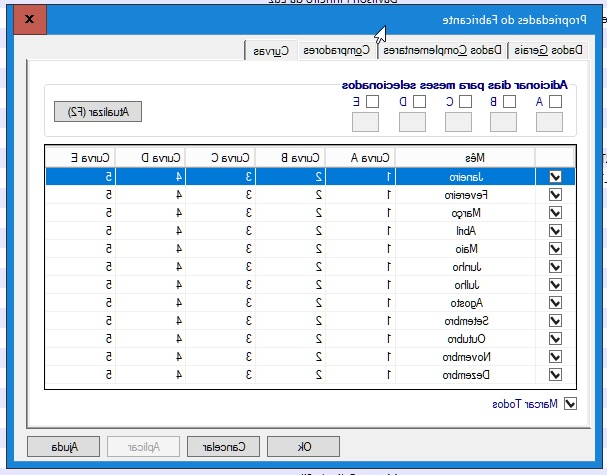 Propriedades do Fabricante
Dados Gerais Dados Complementares Compradores Curvas
Adicionar dias para meses selecionados
A B C D E
Atualizar (F2)
Mês Curva A Curva B Curva C Curva D Curva E
Janeiro 1 2 3 4 5
Fevereiro 1 2 3 4 5
Março 1 2 3 4 5
Abril 1 2 3 4 5
Maio 1 2 3 4 5
Junho 1 2 3 4 5
Julho 1 2 3 4 5
Agosto 1 2 3 4 5
Setembro 1 2 3 4 5
Outubro 1 2 3 4 5
Novembro 1 2 3 4 5
Dezembro 1 2 3 4 5
Marcar Todos
Ok Cancelar Aplicar Ajuda